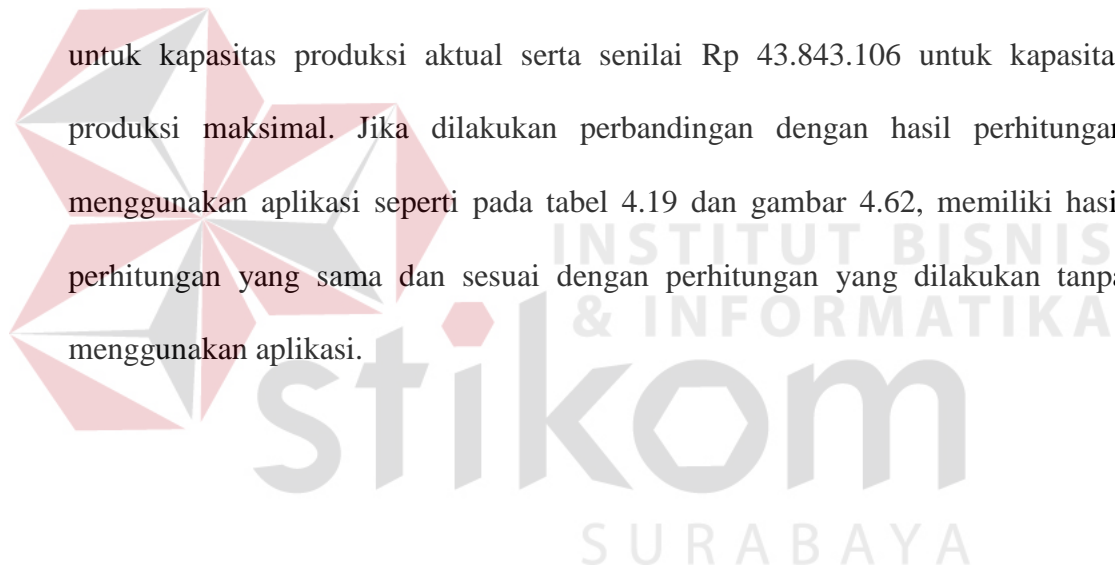 untuk kapasitas produksi aktual serta senilai Rp 43.843.106 untuk kapasita
produksi maksimal. Jika dilakukan perbandingan dengan hasil perhitungan
menggunakan aplikasi seperti pada tabel 4.19 dan gambar 4.62, memiliki hasi
perhitungan yang sama dan sesuai dengan perhitungan yang dilakukan tanpa
menggunakan aplikasi.
INSTITUT BISNIS
& INFORMATIKA
stikom
SURABAYA